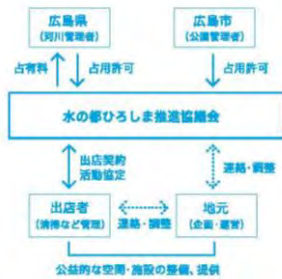 広島県
(河川管理者)
広島市
(公園管理者)
占有料
占用許可
占用許可
水の都ひろしま推進協議会
出店契約
活動協定
連絡・調整
出店者
(清掃など管理)
連絡・調整
地元
(企画・運営)
公益的な空間・施設の整備、提供